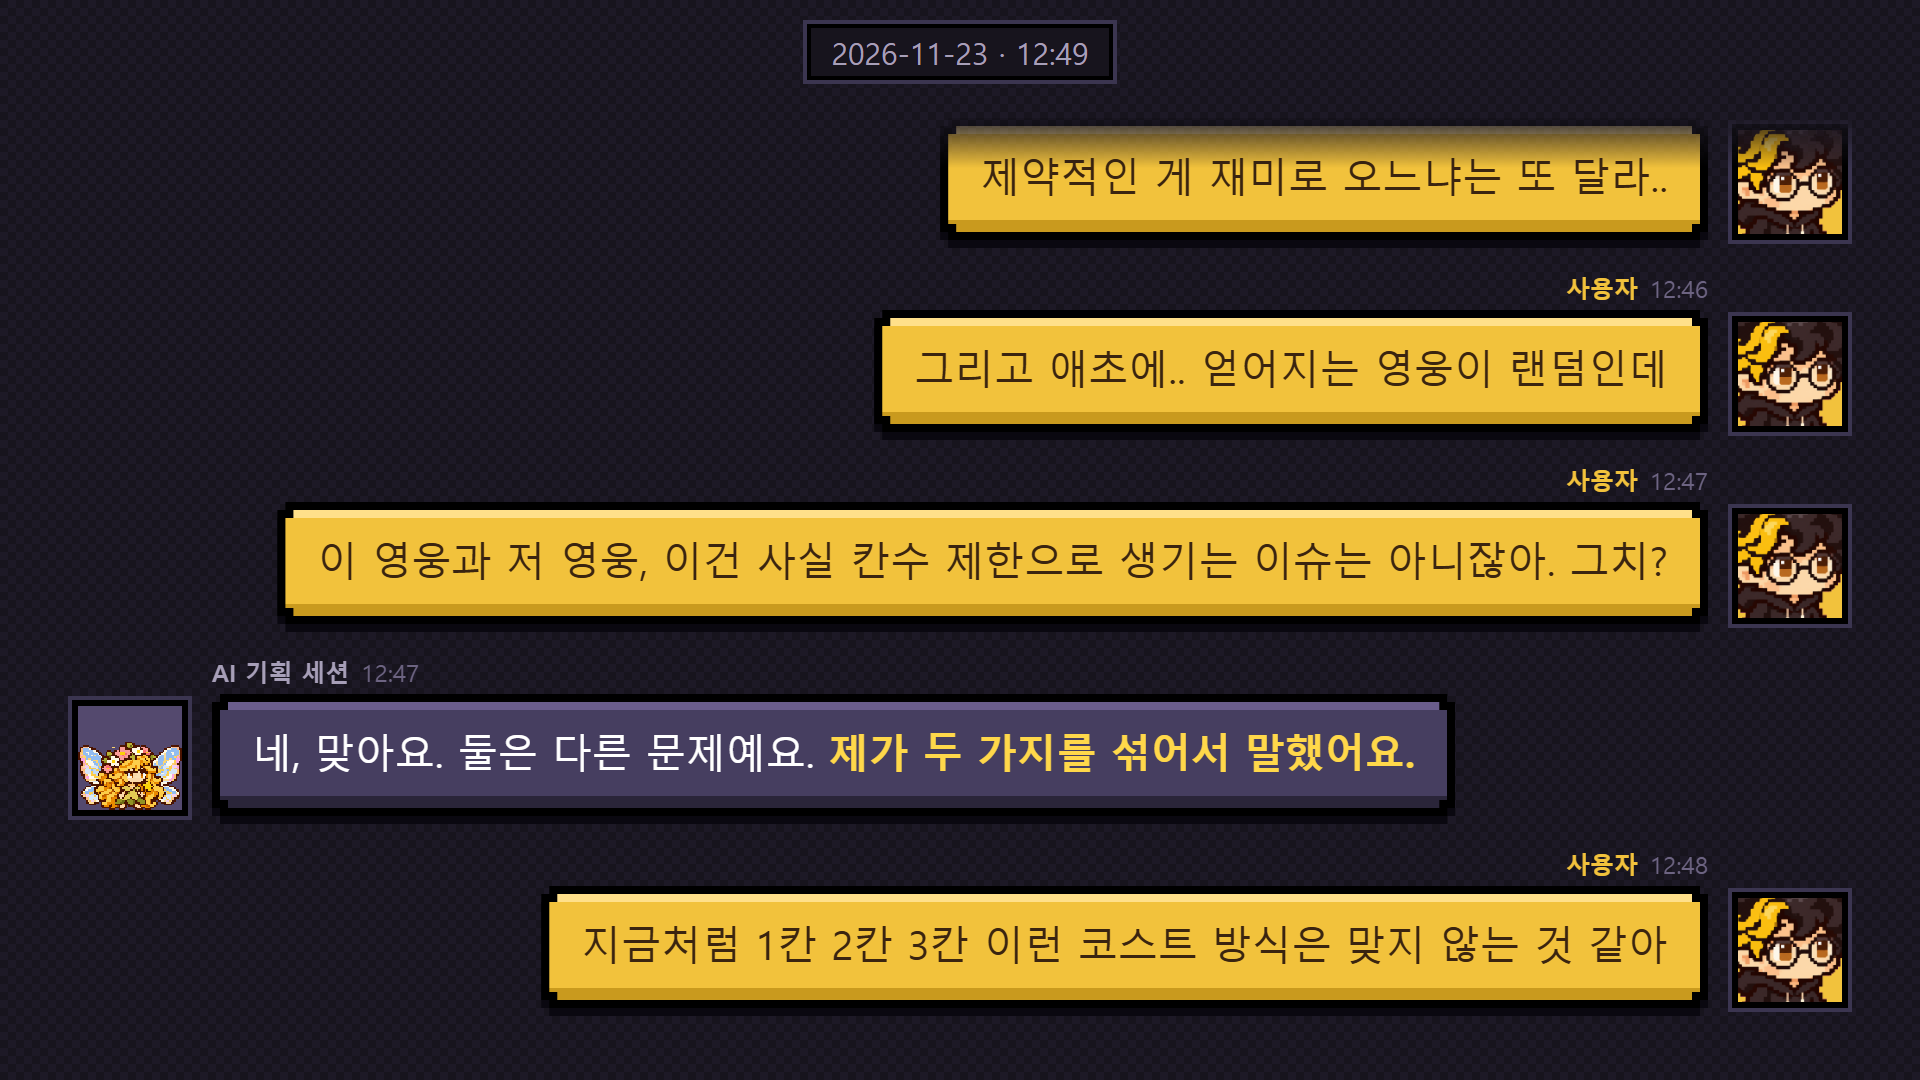 2026-11-23 · 12:49
제약적인 게 재미로 오느냐는 또 달라..
사용자 12:46
그리고 애초에.. 얻어지는 영웅이 랜덤인데
사용자 12:47
이 영웅과 저 영웅, 이건 사실 칸수 제한으로 생기는 이슈는 아니잖아. 그치?
AI 기획 세션 12:47
네, 맞아요. 둘은 다른 문제예요. 제가 두 가지를 섞어서 말했어요.
사용자 12:48
지금처럼 1칸 2칸 3칸 이런 코스트 방식은 맞지 않는 것 같아